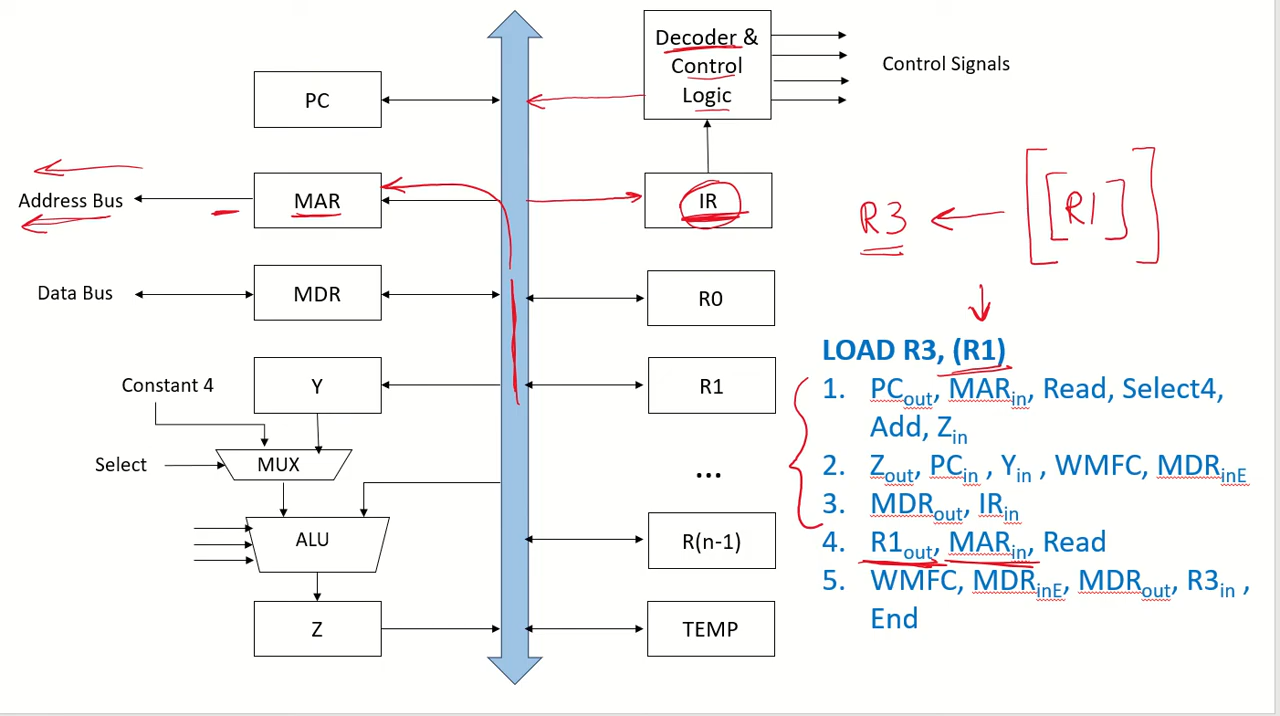 Decoder &
Control
Logic
Control Signals
PC
Address Bus
MAR
IR
R3 ← [[R1]]
Data Bus
MDR
R0
LOAD R3, (R1)
Constant 4
Y
R1
1. PCout, MARin, Read, Select4,
Add, Zin
Select
MUX
...
2. Zout, PCin , Yin , WMFC, MDRinE
3. MDRout, IRin
ALU
R(n-1)
4. R1out, MARin, Read
5. WMFC, MDRinE, MDRout, R3in ,
End
Z
TEMP